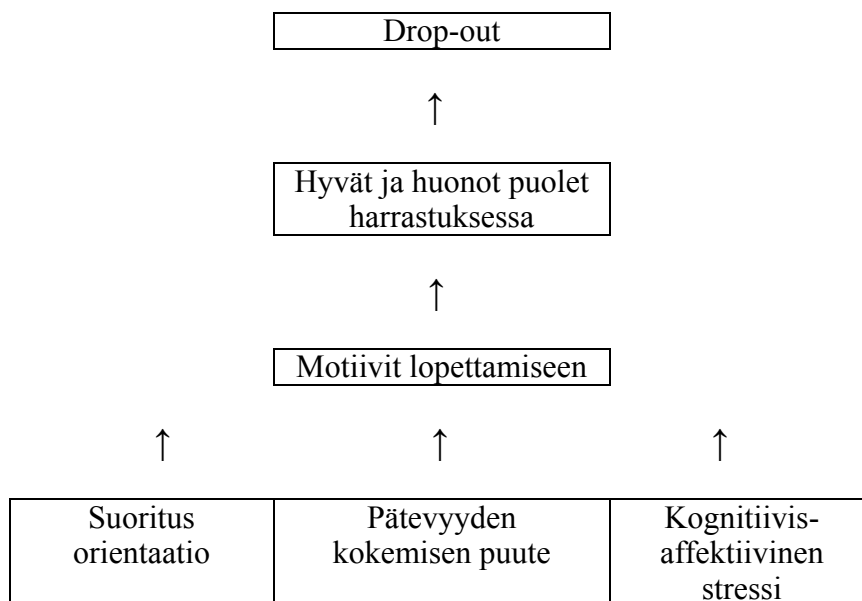 Drop-out
↑
Hyvät ja huonot puolet
harrastuksessa
↑
Motiivit lopettamiseen
↑ ↑ ↑
Suoritus
orientaatio
Pätevyyden
kokemisen puute
Kognitiivis-
affektiivinen
stressi